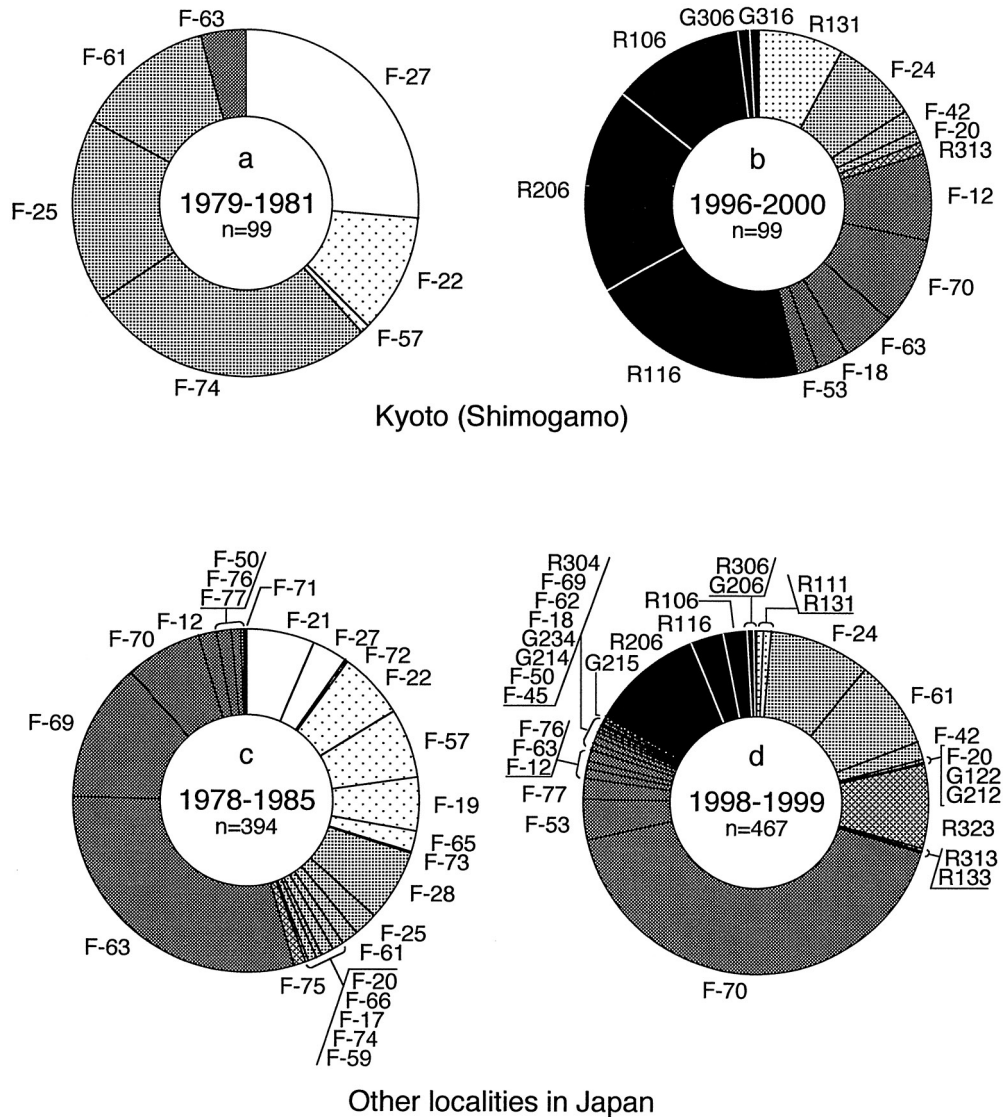 F-63
F-27
F-61
F-25
F-22
F-57
F-74
a
1979-1981
n=99
G306
G316
R131
R106
F-24
F-42
F-20
R313
R206
F-12
F-70
F-63
F-18
F-53
R116
b
1996-2000
n=99
Kyoto (Shimogamo)
F-50
F-76
F-77
F-71
F-12
F-21
F-27
F-72
F-22
F-70
F-57
F-69
F-19
F-65
F-73
F-28
F-25
F-61
F-20
F-66
F-17
F-74
F-59
F-75
F-63
c
1978-1985
n=394
R304
F-69
F-62
F-18
G234
G214
F-50
F-45
G215
R206
R116
R106
R306
G206
R111
R131
F-24
F-61
F-42
F-20
G122
G212
R323
R313
R133
F-76
F-63
F-12
F-77
F-53
F-70
d
1998-1999
n=467
Other localities in Japan